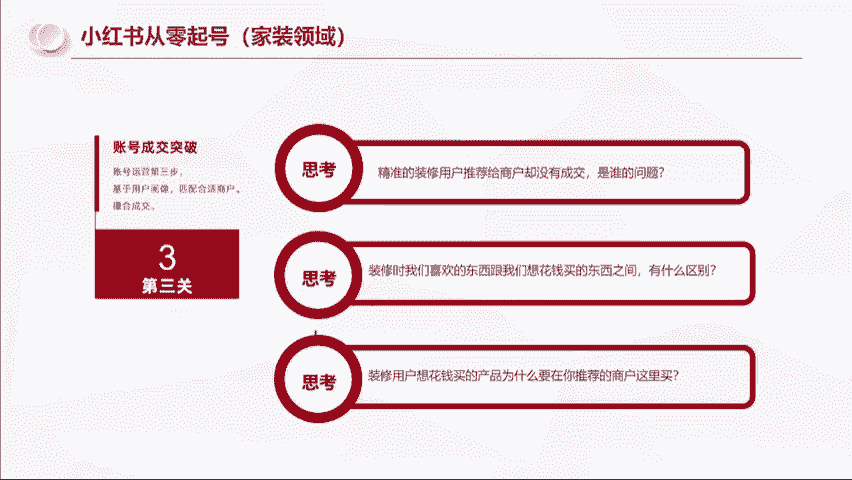 小红书从零起号（家装领域）
账号成交突破
账号运营第三步，
基于用户画像，匹配合适商户，
撮合成交。
3
第三关
思考
精准的装修用户推荐给商户却没有成交，是谁的问题？
思考
装修时我们喜欢的东西跟我们想花钱买的东西之间，有什么区别？
思考
装修用户想花钱买的产品为什么要在你推荐的商户这里买？